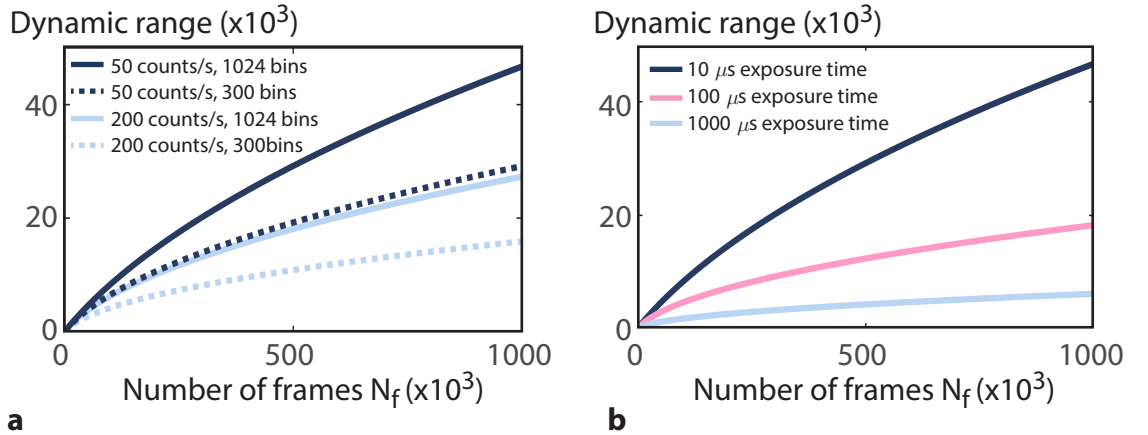 Dynamic range (x10³)
50 counts/s, 1024 bins
50 counts/s, 300 bins
200 counts/s, 1024 bins
200 counts/s, 300bins
40
20
0
0
500
1000
Number of frames N_f (x10³)
a
Dynamic range (x10³)
10 μs exposure time
100 μs exposure time
1000 μs exposure time
40
20
0
0
500
1000
Number of frames N_f (x10³)
b